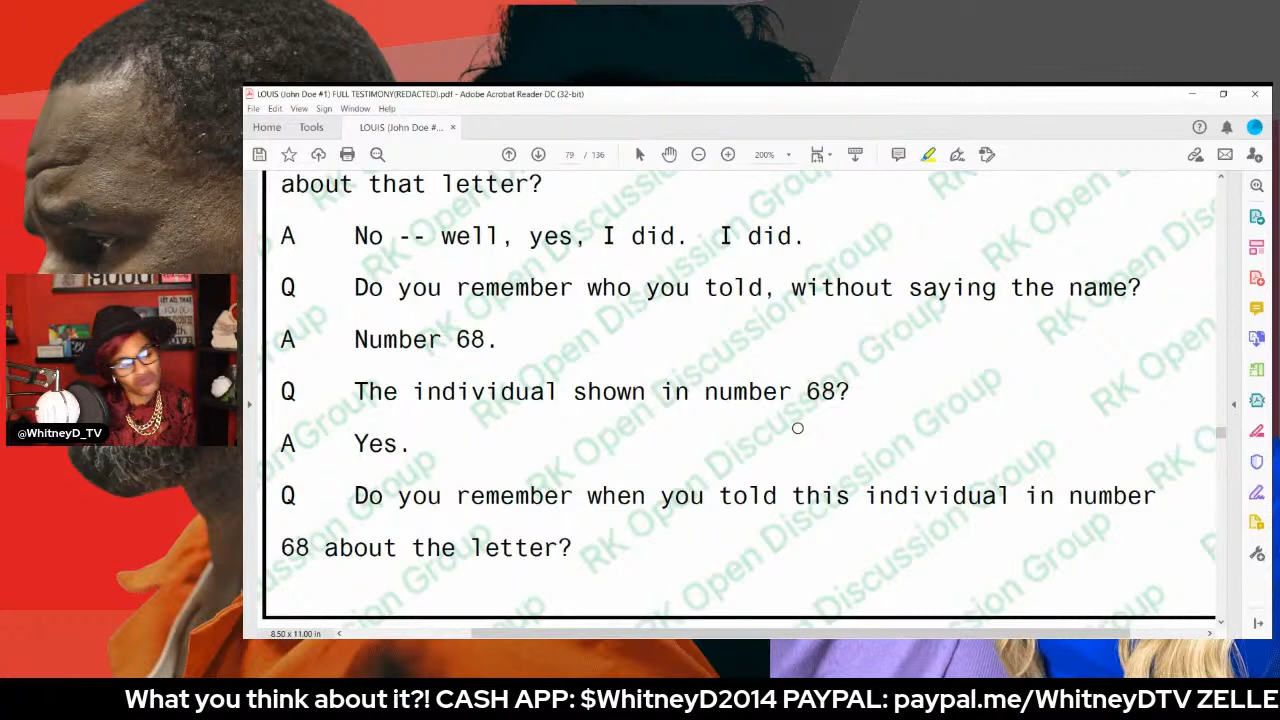 LOUIS (John Doe #1) FULL TESTIMONY(REDACTED).pdf - Adobe Acrobat Reader DC (32-bit)
File Edit View Sign Window Help
Home Tools LOUIS (John Doe #... ×
79 / 136 200%
about that letter?
A No -- well, yes, I did. I did.
Q Do you remember who you told, without saying the name?
A Number 68.
Q The individual shown in number 68?
A Yes.
Q Do you remember when you told this individual in number
68 about the letter?
RK Open Discussion Group
8.50 x 11.00 in
@WhitneyD_TV
What you think about it?! CASH APP: $WhitneyD2014 PAYPAL: paypal.me/WhitneyDTV ZELLE